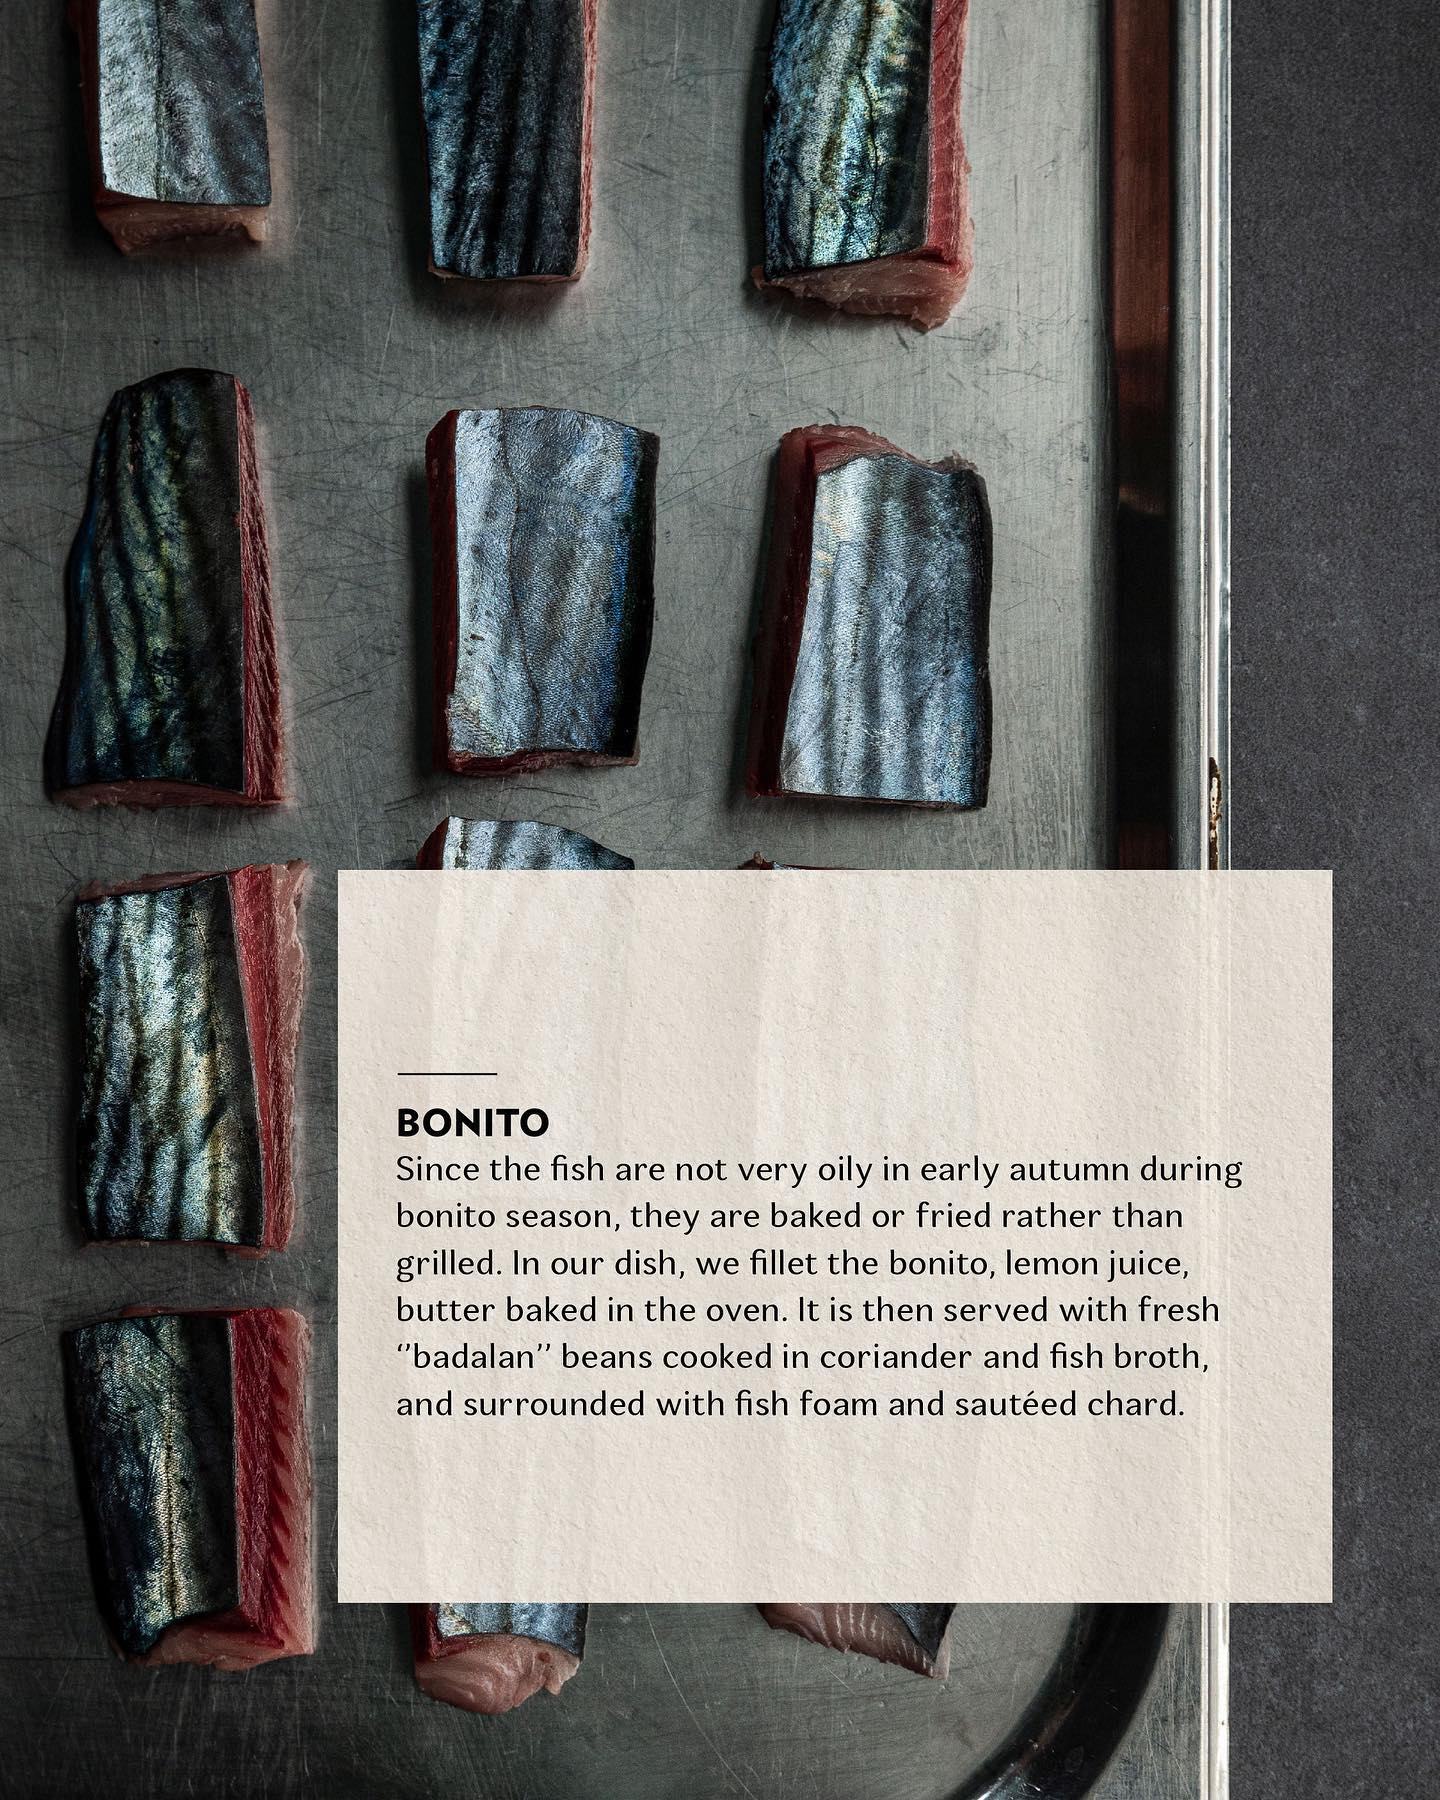 BONITO
Since the fish are not very oily in early autumn during
bonito season, they are baked or fried rather than
grilled. In our dish, we fillet the bonito, lemon juice,
butter baked in the oven. It is then served with fresh
‘’badalan’’ beans cooked in coriander and fish broth,
and surrounded with fish foam and sautéed chard.